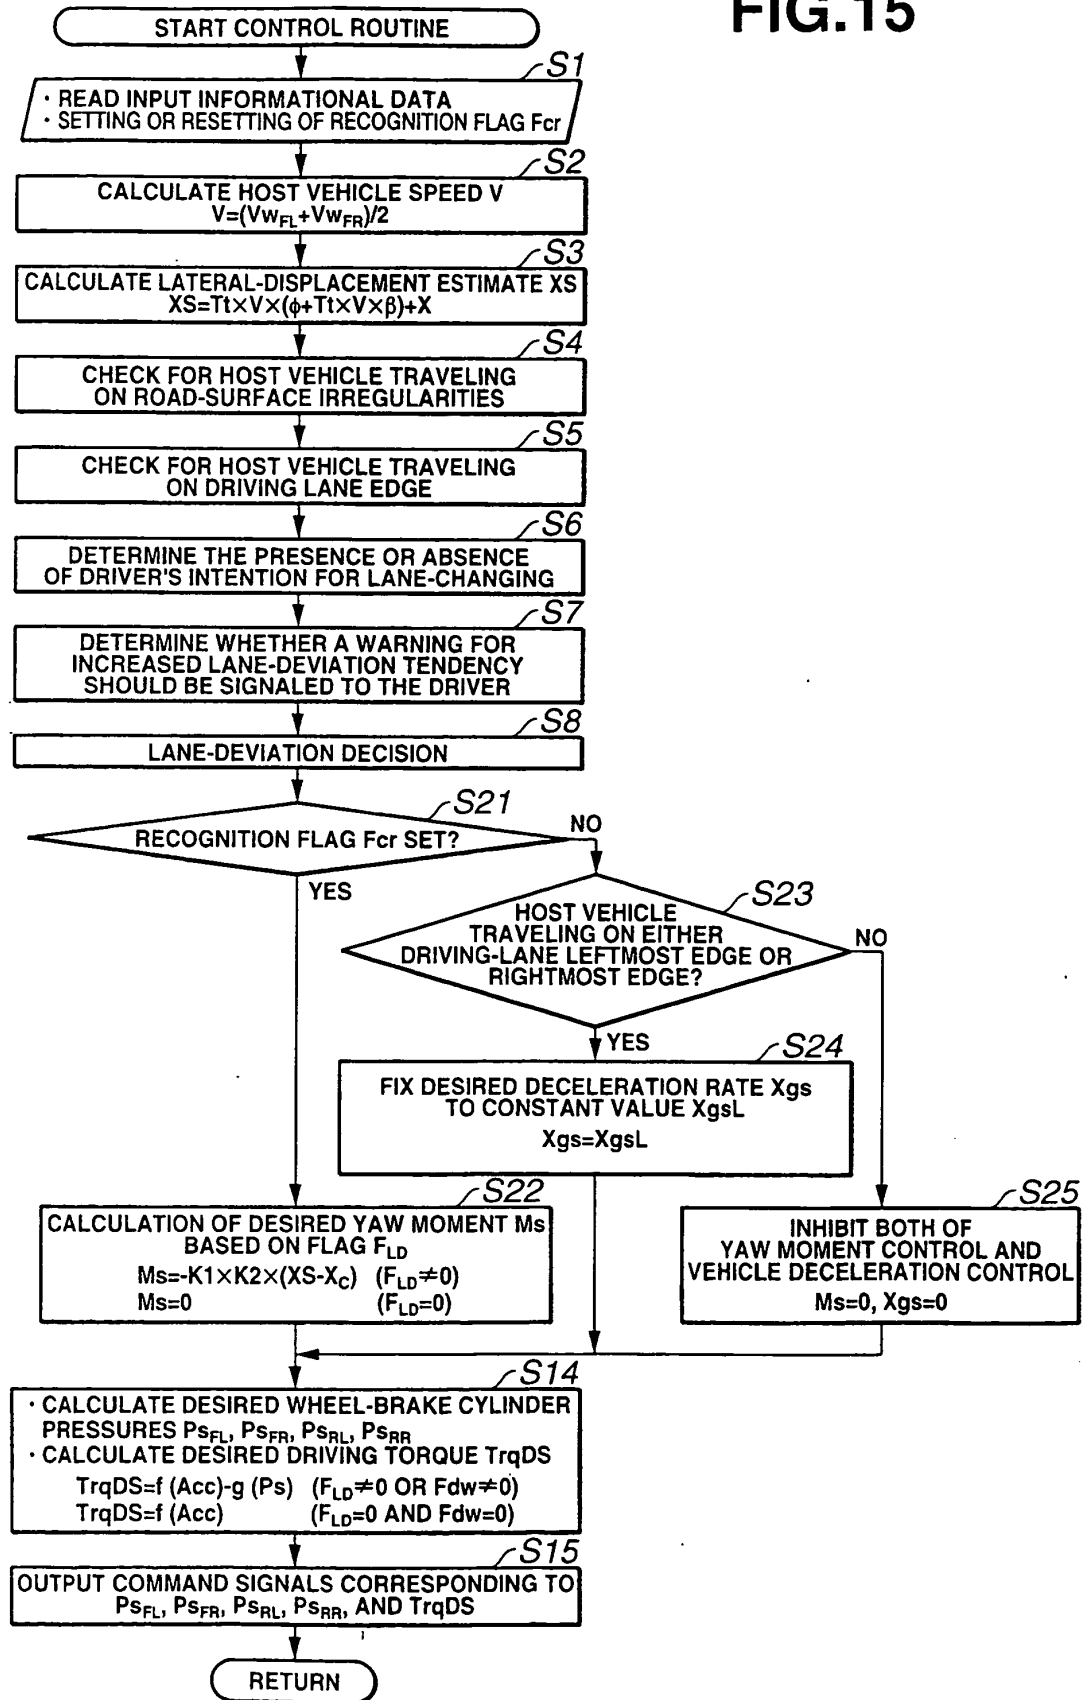 FIG.15
START CONTROL ROUTINE
S1
· READ INPUT INFORMATIONAL DATA
· SETTING OR RESETTING OF RECOGNITION FLAG Fcr
S2
CALCULATE HOST VEHICLE SPEED V
V=(VwFL+VwFR)/2
S3
CALCULATE LATERAL-DISPLACEMENT ESTIMATE XS
XS=Tt×V×(ϕ+Tt×V×β)+X
S4
CHECK FOR HOST VEHICLE TRAVELING
ON ROAD-SURFACE IRREGULARITIES
S5
CHECK FOR HOST VEHICLE TRAVELING
ON DRIVING LANE EDGE
S6
DETERMINE THE PRESENCE OR ABSENCE
OF DRIVER'S INTENTION FOR LANE-CHANGING
S7
DETERMINE WHETHER A WARNING FOR
INCREASED LANE-DEVIATION TENDENCY
SHOULD BE SIGNALED TO THE DRIVER
S8
LANE-DEVIATION DECISION
S21
RECOGNITION FLAG Fcr SET?
NO
YES
S23
HOST VEHICLE
TRAVELING ON EITHER
DRIVING-LANE LEFTMOST EDGE OR
RIGHTMOST EDGE?
NO
YES
S24
FIX DESIRED DECELERATION RATE Xgs
TO CONSTANT VALUE XgsL
Xgs=XgsL
S22
CALCULATION OF DESIRED YAW MOMENT Ms
BASED ON FLAG FLD
Ms=-K1×K2×(XS-XC) (FLD≠0)
Ms=0 (FLD=0)
S25
INHIBIT BOTH OF
YAW MOMENT CONTROL AND
VEHICLE DECELERATION CONTROL
Ms=0, Xgs=0
S14
· CALCULATE DESIRED WHEEL-BRAKE CYLINDER
PRESSURES PsFL, PsFR, PsRL, PsRR
· CALCULATE DESIRED DRIVING TORQUE TrqDS
TrqDS=f (Acc)-g (Ps) (FLD≠0 OR Fdw≠0)
TrqDS=f (Acc) (FLD=0 AND Fdw=0)
S15
OUTPUT COMMAND SIGNALS CORRESPONDING TO
PsFL, PsFR, PsRL, PsRR, AND TrqDS
RETURN